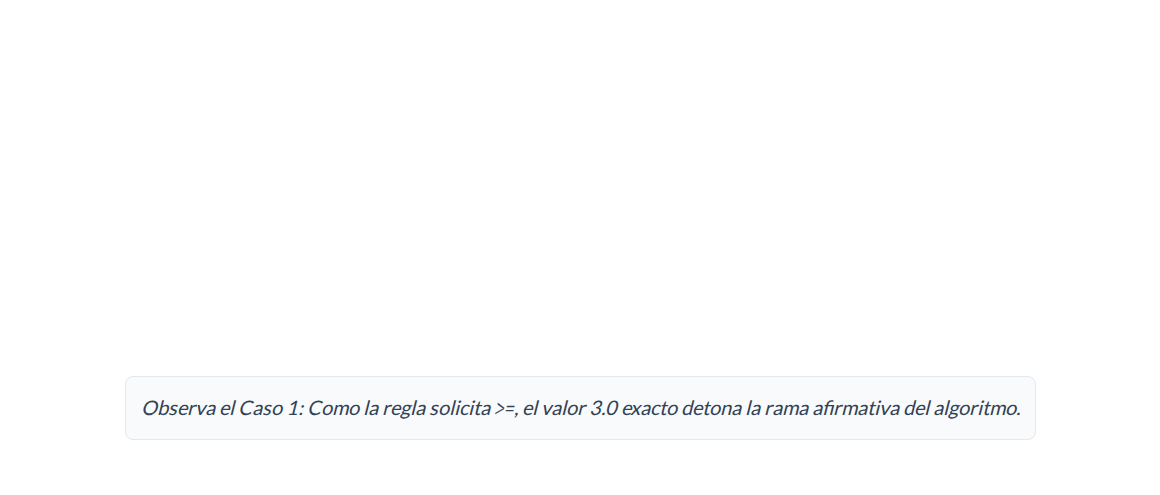 Observa el Caso 1: Como la regla solicita >=, el valor 3.0 exacto detona la rama afirmativa del algoritmo.